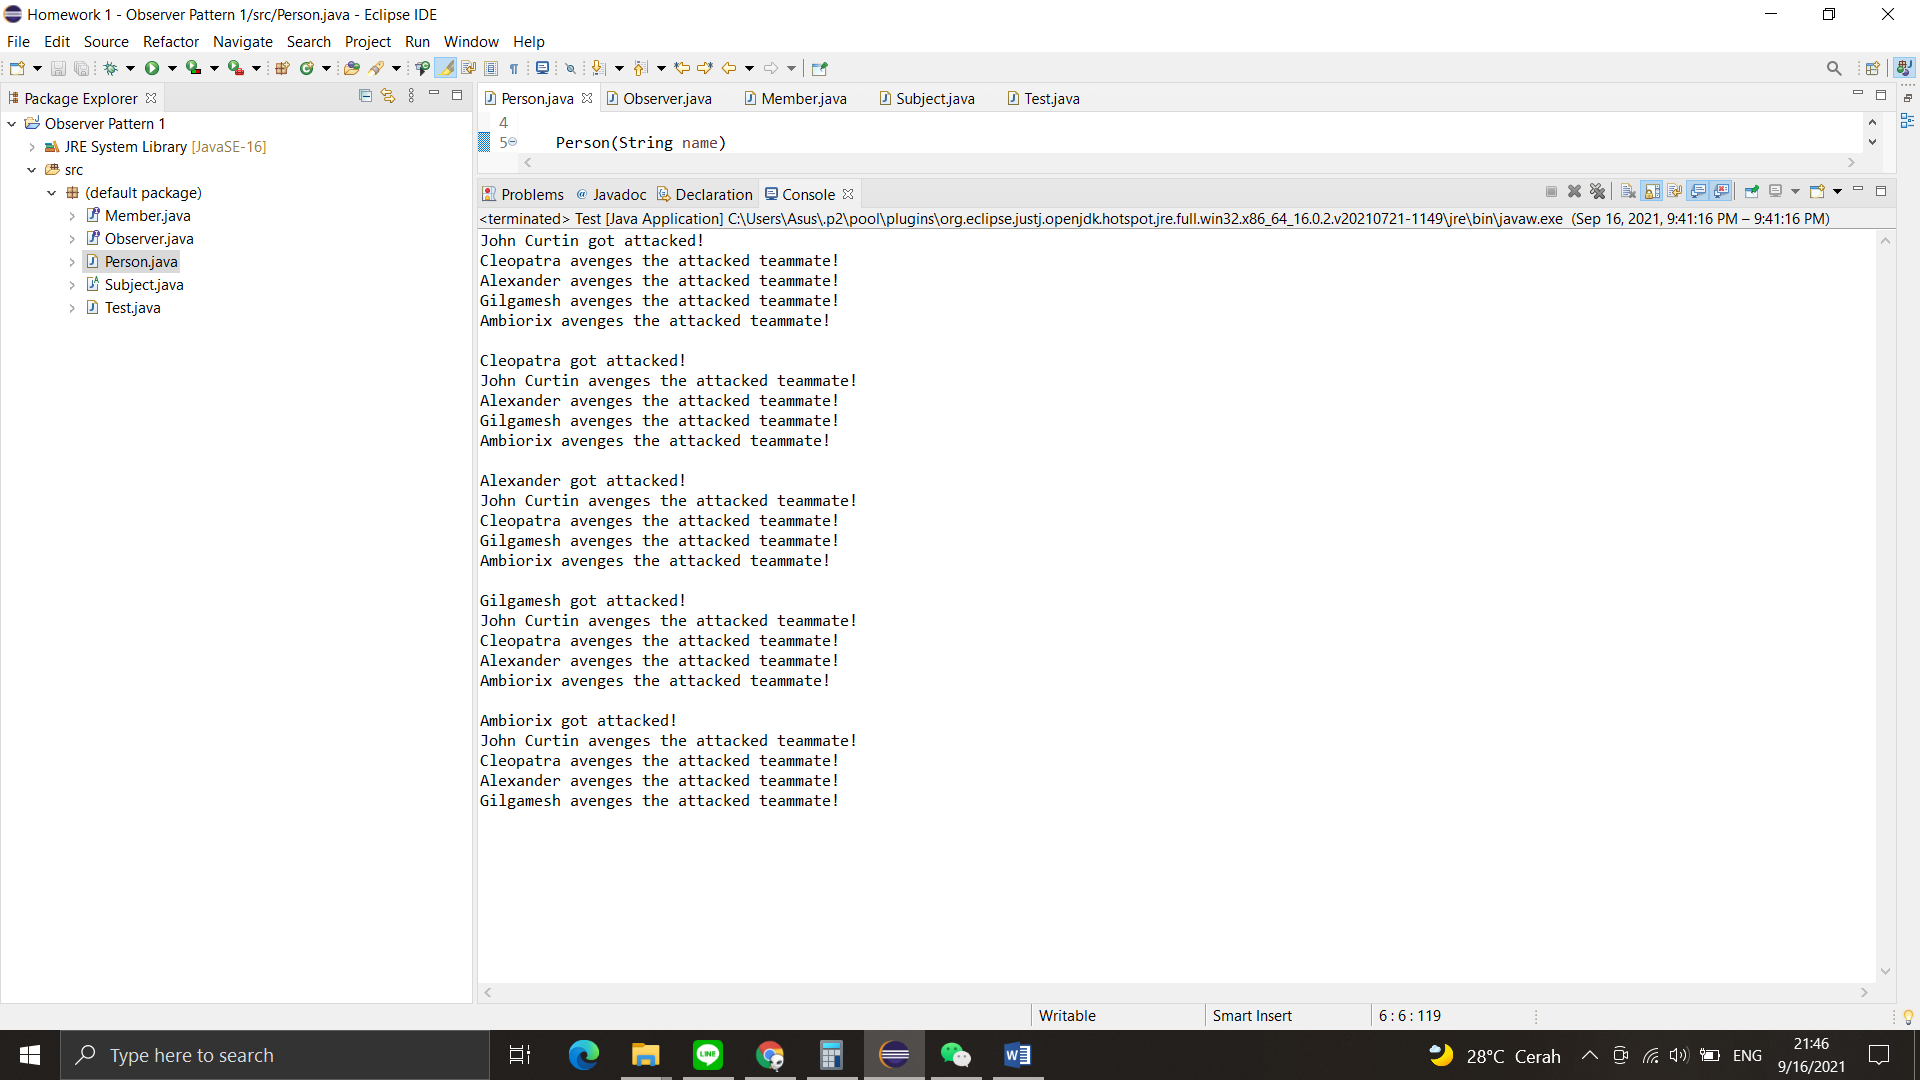 Homework 1 - Observer Pattern 1/src/Person.java - Eclipse IDE
File Edit Source Refactor Navigate Search Project Run Window Help
Package Explorer
Observer Pattern 1
JRE System Library [JavaSE-16]
src
(default package)
Member.java
Observer.java
Person.java
Subject.java
Test.java
Person.java Observer.java Member.java Subject.java Test.java
4
5 Person(String name)
Problems @ Javadoc Declaration Console
<terminated> Test [Java Application] C:\Users\Asus\.p2\pool\plugins\org.eclipse.justj.openjdk.hotspot.jre.full.win32.x86_64_16.0.2.v20210721-1149\jre\bin\javaw.exe (Sep 16, 2021, 9:41:16 PM – 9:41:16 PM)
John Curtin got attacked!
Cleopatra avenges the attacked teammate!
Alexander avenges the attacked teammate!
Gilgamesh avenges the attacked teammate!
Ambiorix avenges the attacked teammate!

Cleopatra got attacked!
John Curtin avenges the attacked teammate!
Alexander avenges the attacked teammate!
Gilgamesh avenges the attacked teammate!
Ambiorix avenges the attacked teammate!

Alexander got attacked!
John Curtin avenges the attacked teammate!
Cleopatra avenges the attacked teammate!
Gilgamesh avenges the attacked teammate!
Ambiorix avenges the attacked teammate!

Gilgamesh got attacked!
John Curtin avenges the attacked teammate!
Cleopatra avenges the attacked teammate!
Alexander avenges the attacked teammate!
Ambiorix avenges the attacked teammate!

Ambiorix got attacked!
John Curtin avenges the attacked teammate!
Cleopatra avenges the attacked teammate!
Alexander avenges the attacked teammate!
Gilgamesh avenges the attacked teammate!
Writable Smart Insert 6 : 6 : 119
Type here to search
LINE
28°C Cerah
ENG
21:46
9/16/2021